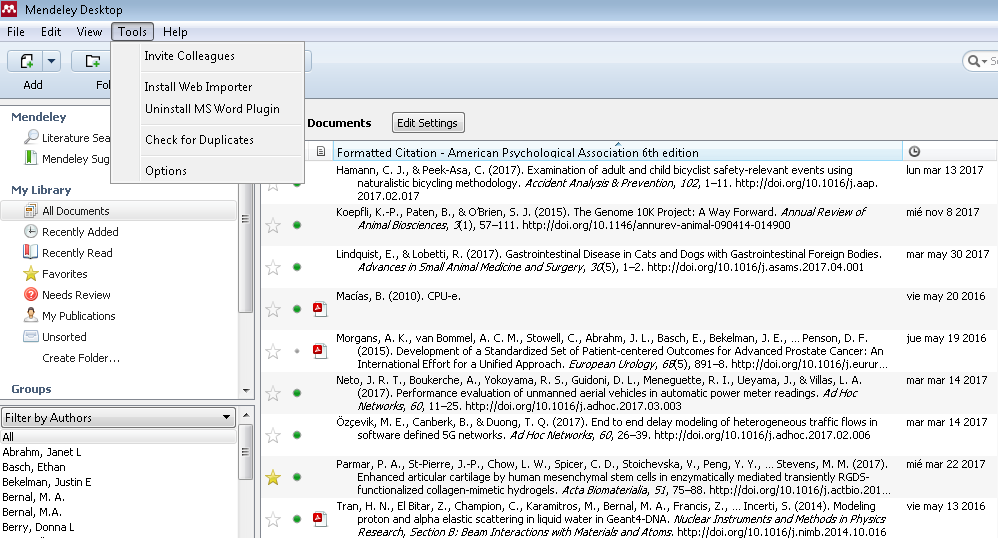 Mendeley Desktop
File Edit View Tools Help
Add
Invite Colleagues
Install Web Importer
Uninstall MS Word Plugin
Check for Duplicates
Options
Mendeley
Literature Sea
Mendeley Sug
My Library
All Documents
Recently Added
Recently Read
Favorites
Needs Review
My Publications
Unsorted
Create Folder...
Groups
Filter by Authors
All
Abrahm, Janet L
Basch, Ethan
Bekelman, Justin E
Bernal, M. A.
Bernal, M.A.
Berry, Donna L
Documents Edit Settings
Formatted Citation - American Psychological Association 6th edition
Hamann, C. J., & Peek-Asa, C. (2017). Examination of adult and child bicyclist safety-relevant events using lun mar 13 2017
naturalistic bicycling methodology. Accident Analysis & Prevention, 102, 1–11. http://doi.org/10.1016/j.aap.
2017.02.017
Koepfli, K.-P., Paten, B., & O'Brien, S. J. (2015). The Genome 10K Project: A Way Forward. Annual Review of mié nov 8 2017
Animal Biosciences, 3(1), 57–111. http://doi.org/10.1146/annurev-animal-090414-014900
Lindquist, E., & Lobetti, R. (2017). Gastrointestinal Disease in Cats and Dogs with Gastrointestinal Foreign Bodies. mar may 30 2017
Advances in Small Animal Medicine and Surgery, 30(5), 1–2. http://doi.org/10.1016/j.asams.2017.04.001
Macías, B. (2010). CPU-e. vie may 20 2016
Morgans, A. K., van Bommel, A. C. M., Stowell, C., Abrahm, J. L., Basch, E., Bekelman, J. E., ... Penson, D. F. jue may 19 2016
(2015). Development of a Standardized Set of Patient-centered Outcomes for Advanced Prostate Cancer: An
International Effort for a Unified Approach. European Urology, 68(5), 891–8. http://doi.org/10.1016/j.eurur...
Neto, J. R. T., Boukerche, A., Yokoyama, R. S., Guidoni, D. L., Meneguette, R. I., Ueyama, J., & Villas, L. A. mar mar 14 2017
(2017). Performance evaluation of unmanned aerial vehicles in automatic power meter readings. Ad Hoc
Networks, 60, 11–25. http://doi.org/10.1016/j.adhoc.2017.03.003
Özçevik, M. E., Canberk, B., & Duong, T. Q. (2017). End to end delay modeling of heterogeneous traffic flows in mar mar 14 2017
software defined 5G networks. Ad Hoc Networks, 60, 26–39. http://doi.org/10.1016/j.adhoc.2017.02.006
Parmar, P. A., St-Pierre, J.-P., Chow, L. W., Spicer, C. D., Stoichevska, V., Peng, Y. Y., ... Stevens, M. M. (2017). mié mar 22 2017
Enhanced articular cartilage by human mesenchymal stem cells in enzymatically mediated transiently RGDS-
functionalized collagen-mimetic hydrogels. Acta Biomaterialia, 51, 75–88. http://doi.org/10.1016/j.actbio.201...
Tran, H. N., El Bitar, Z., Champion, C., Karamitros, M., Bernal, M. A., Francis, Z., ... Incerti, S. (2014). Modeling vie may 13 2016
proton and alpha elastic scattering in liquid water in Geant4-DNA. Nuclear Instruments and Methods in Physics
Research, Section B: Beam Interactions with Materials and Atoms. http://doi.org/10.1016/j.nimb.2014.10.016